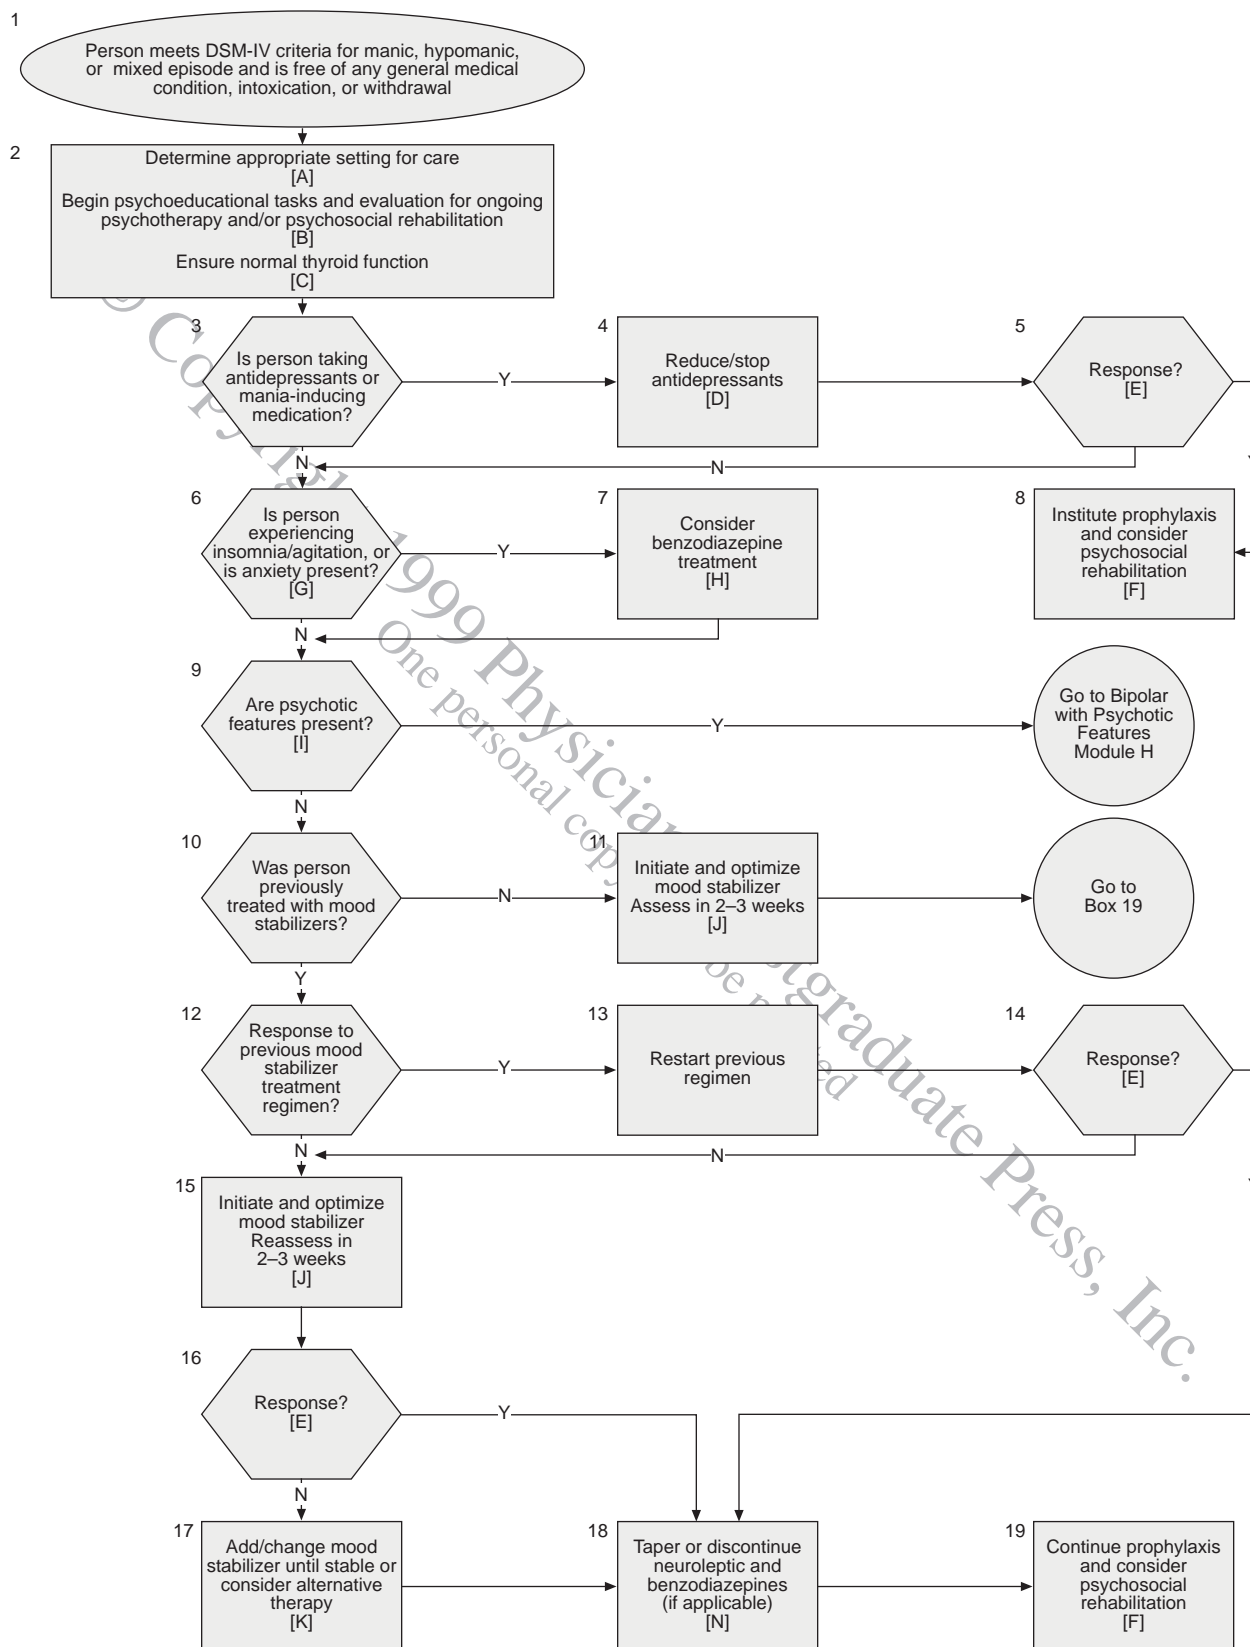 1
Person meets DSM-IV criteria for manic, hypomanic,
or mixed episode and is free of any general medical
condition, intoxication, or withdrawal
2
Determine appropriate setting for care
[A]
Begin psychoeducational tasks and evaluation for ongoing
psychotherapy and/or psychosocial rehabilitation
[B]
Ensure normal thyroid function
[C]
3
Is person taking
antidepressants or
mania-inducing
medication?
Y
4
Reduce/stop
antidepressants
[D]
5
Response?
[E]
N
N
6
Is person
experiencing
insomnia/agitation, or
is anxiety present?
[G]
Y
7
Consider
benzodiazepine
treatment
[H]
8
Institute prophylaxis
and consider
psychosocial
rehabilitation
[F]
N
9
Are psychotic
features present?
[I]
Y
Go to Bipolar
with Psychotic
Features
Module H
N
10
Was person
previously
treated with mood
stabilizers?
N
11
Initiate and optimize
mood stabilizer
Assess in 2–3 weeks
[J]
Go to
Box 19
Y
12
Response to
previous mood
stabilizer
treatment
regimen?
Y
13
Restart previous
regimen
14
Response?
[E]
N
N
15
Initiate and optimize
mood stabilizer
Reassess in
2–3 weeks
[J]
16
Response?
[E]
Y
N
17
Add/change mood
stabilizer until stable or
consider alternative
therapy
[K]
18
Taper or discontinue
neuroleptic and
benzodiazepines
(if applicable)
[N]
19
Continue prophylaxis
and consider
psychosocial
rehabilitation
[F]
© Copyright 1999 Physicians Postgraduate Press, Inc.
One personal copy be printed